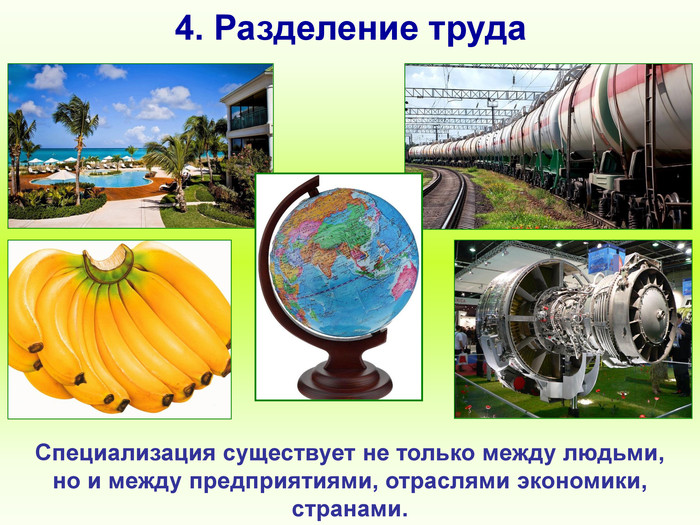 4. Разделение труда
Специализация существует не только между людьми,
но и между предприятиями, отраслями экономики,
странами.